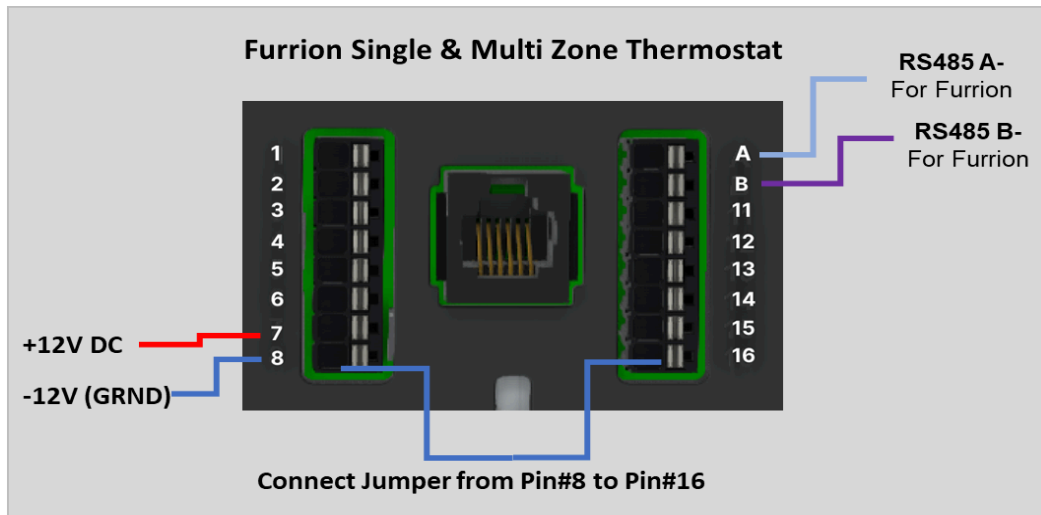 Furrion Single & Multi Zone Thermostat
RS485 A-
For Furrion
RS485 B-
For Furrion
1
2
3
4
5
6
7
8
A
B
11
12
13
14
15
16
+12V DC
-12V (GRND)
Connect Jumper from Pin#8 to Pin#16